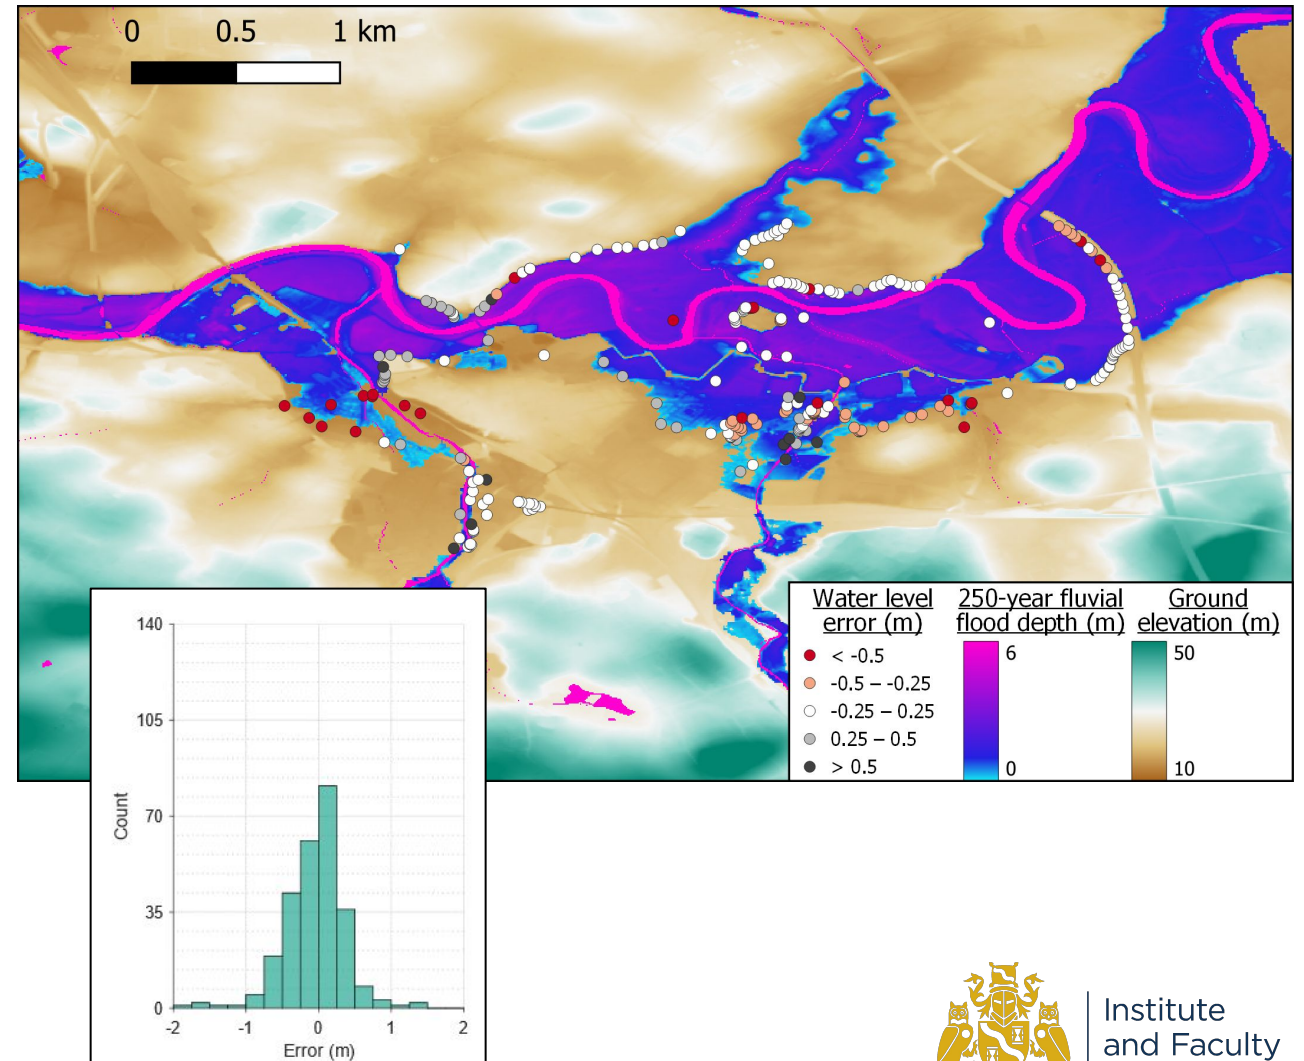 0 0.5 1 km
Water level
error (m)
< -0.5
-0.5 – -0.25
-0.25 – 0.25
0.25 – 0.5
> 0.5
250-year fluvial
flood depth (m)
6
0
Ground
elevation (m)
50
10
140
105
70
35
0
Count
-2 -1 0 1 2
Error (m)
Institute
and Faculty